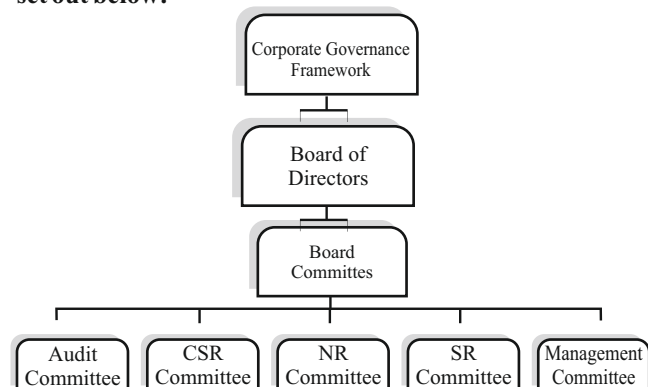 set out below:
Corporate Governance
Framework
Board of
Directors
Board
Committes
Audit
Committee
CSR
Committee
NR
Committee
SR
Committee
Management
Committee